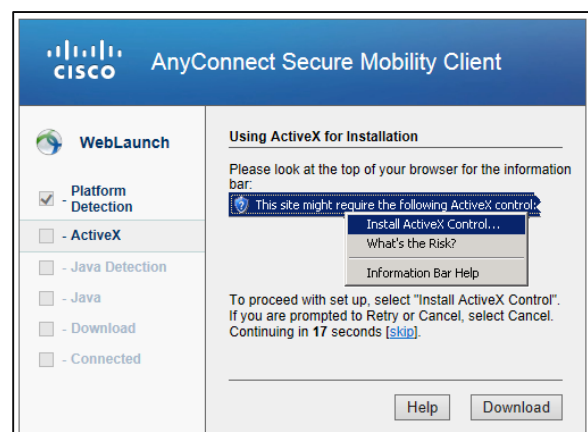 CISCO
AnyConnect Secure Mobility Client
WebLaunch
- Platform
Detection
- ActiveX
- Java Detection
- Java
- Download
- Connected
Using ActiveX for Installation
Please look at the top of your browser for the information
bar:
This site might require the following ActiveX control:
Install ActiveX Control...
What's the Risk?
Information Bar Help
To proceed with set up, select "Install ActiveX Control".
If you are prompted to Retry or Cancel, select Cancel.
Continuing in 17 seconds [skip].
Help
Download